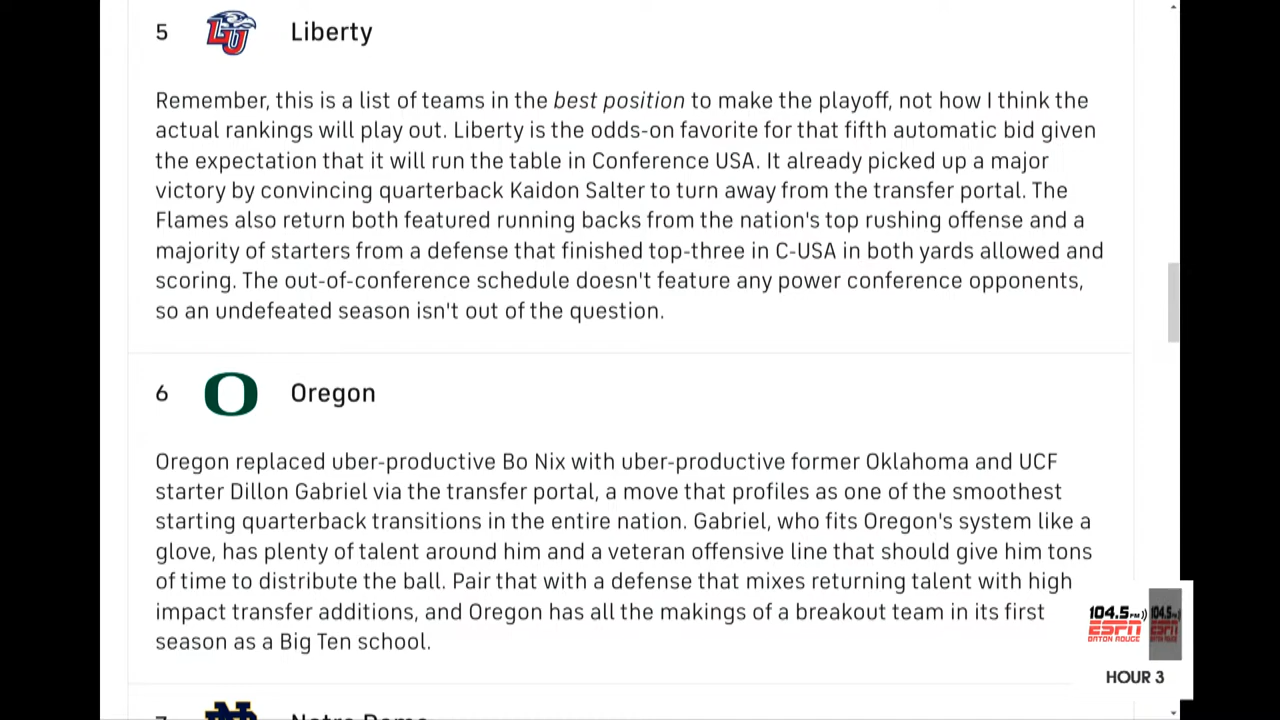 5 LU Liberty
Remember, this is a list of teams in the best position to make the playoff, not how I think the
actual rankings will play out. Liberty is the odds-on favorite for that fifth automatic bid given
the expectation that it will run the table in Conference USA. It already picked up a major
victory by convincing quarterback Kaidon Salter to turn away from the transfer portal. The
Flames also return both featured running backs from the nation's top rushing offense and a
majority of starters from a defense that finished top-three in C-USA in both yards allowed and
scoring. The out-of-conference schedule doesn't feature any power conference opponents,
so an undefeated season isn't out of the question.
6 O Oregon
Oregon replaced uber-productive Bo Nix with uber-productive former Oklahoma and UCF
starter Dillon Gabriel via the transfer portal, a move that profiles as one of the smoothest
starting quarterback transitions in the entire nation. Gabriel, who fits Oregon's system like a
glove, has plenty of talent around him and a veteran offensive line that should give him tons
of time to distribute the ball. Pair that with a defense that mixes returning talent with high
impact transfer additions, and Oregon has all the makings of a breakout team in its first
season as a Big Ten school.
104.5 FM 104.5
ESPN ESPN
BATON ROUGE
HOUR 3
7 ND Notre Dame